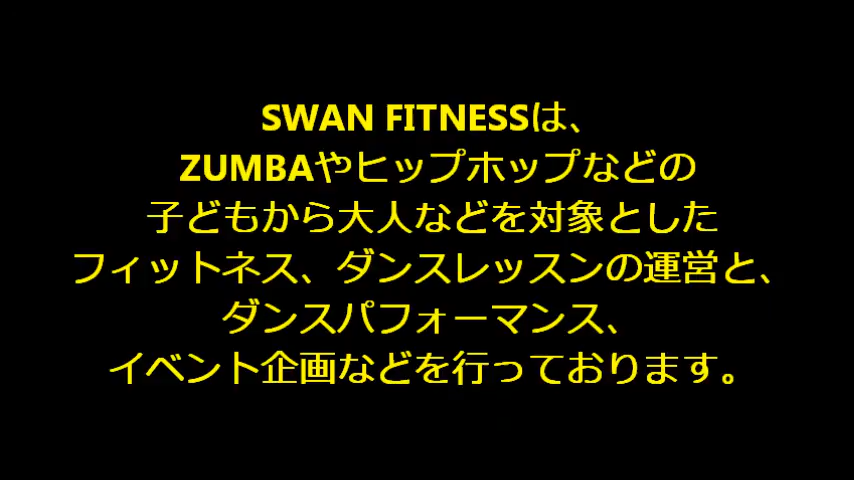 SWAN FITNESSは、
ZUMBAやヒップホップなどの
子どもから大人などを対象とした
フィットネス、ダンスレッスンの運営と、
ダンスパフォーマンス、
イベント企画などを行っております。